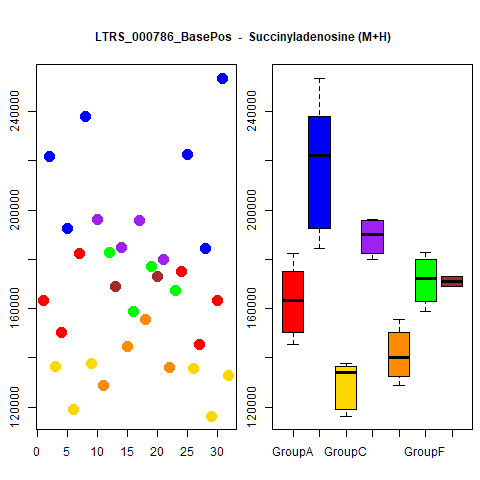 LTRS_000786_BasePos - Succinyladenosine (M+H)
240000
200000
160000
120000
0 5 10 15 20 25 30
240000
200000
160000
120000
GroupA GroupC GroupF